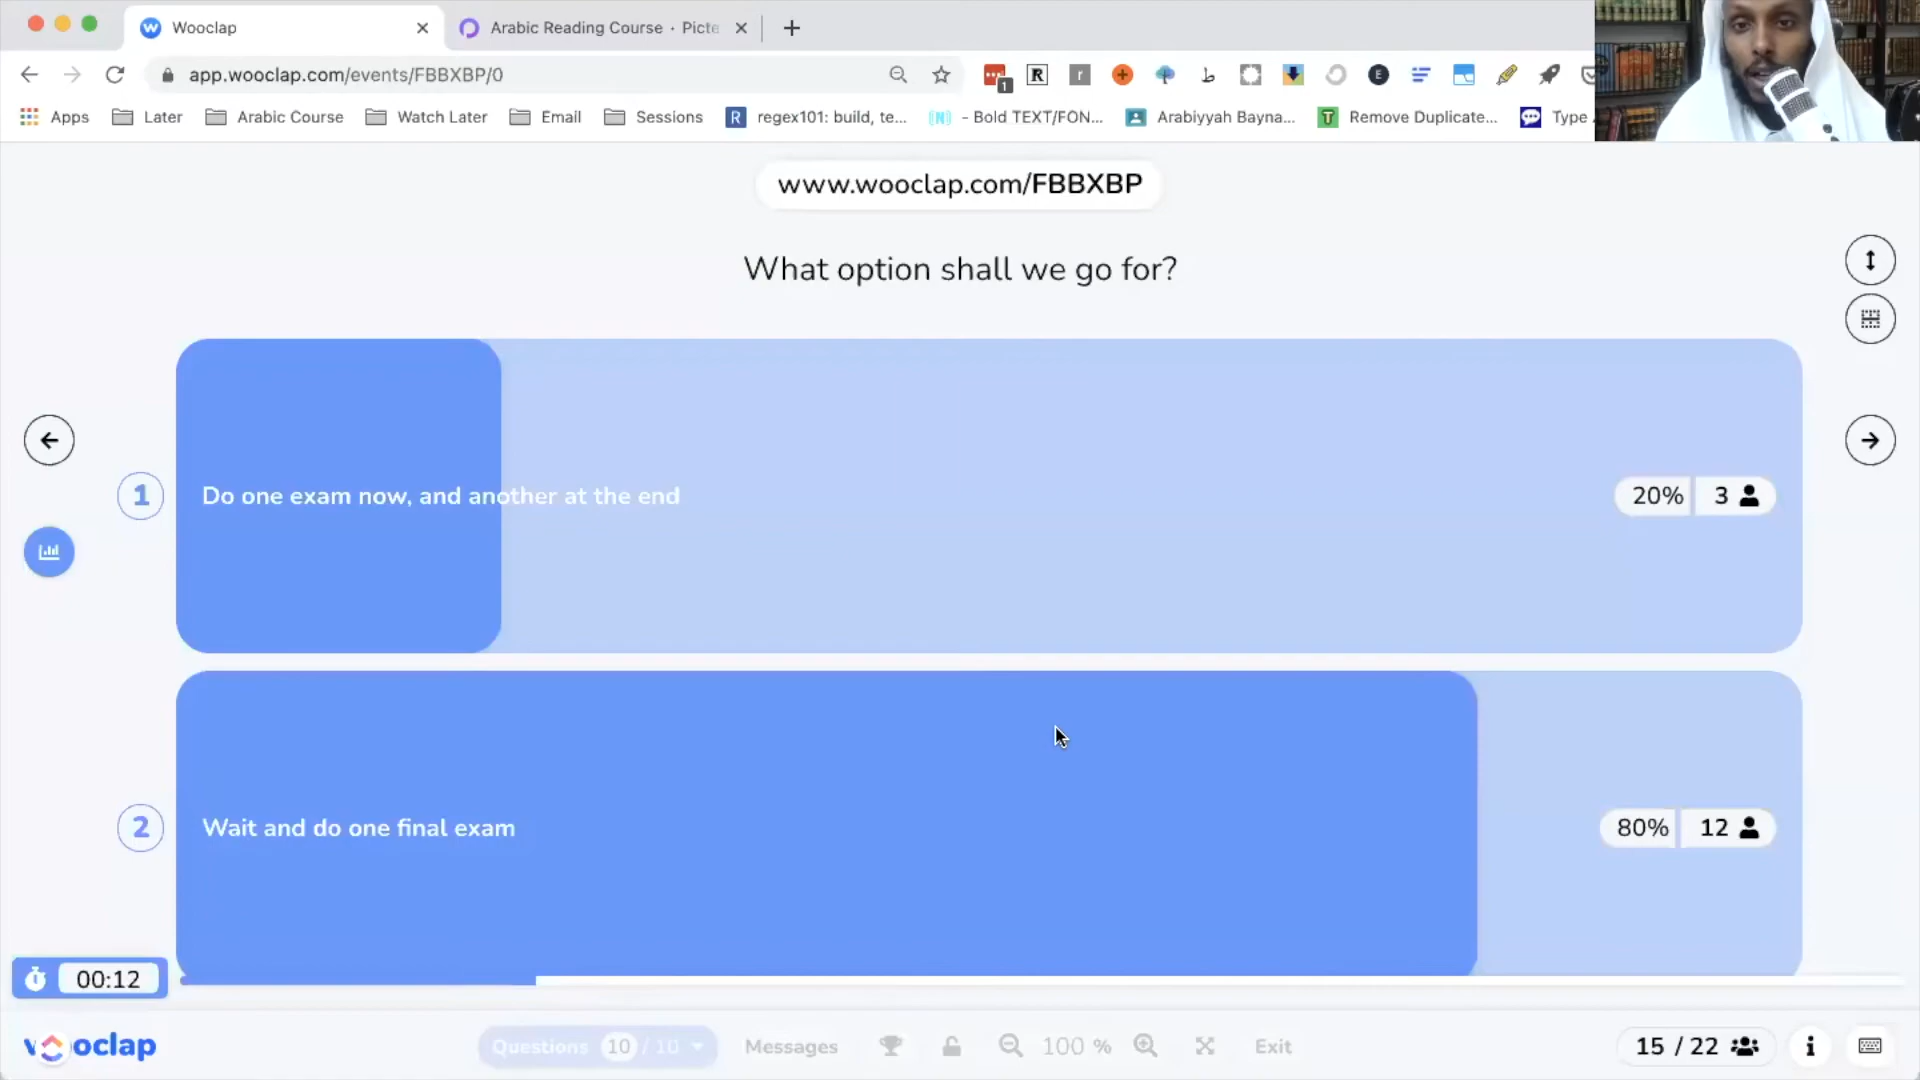 Wooclap
Arabic Reading Course · Picte
app.wooclap.com/events/FBBXBP/0
1
R
r
ط
E
Apps
Later
Arabic Course
Watch Later
Email
Sessions
R
regex101: build, te...
[N]
- Bold TEXT/FON...
Arabiyyah Bayna...
T
Remove Duplicate...
Type
www.wooclap.com/FBBXBP
What option shall we go for?
1
Do one exam now, and another at the end
20%
3
2
Wait and do one final exam
80%
12
00:12
wooclap
Questions 10 / 10
Messages
100 %
Exit
15 / 22
i